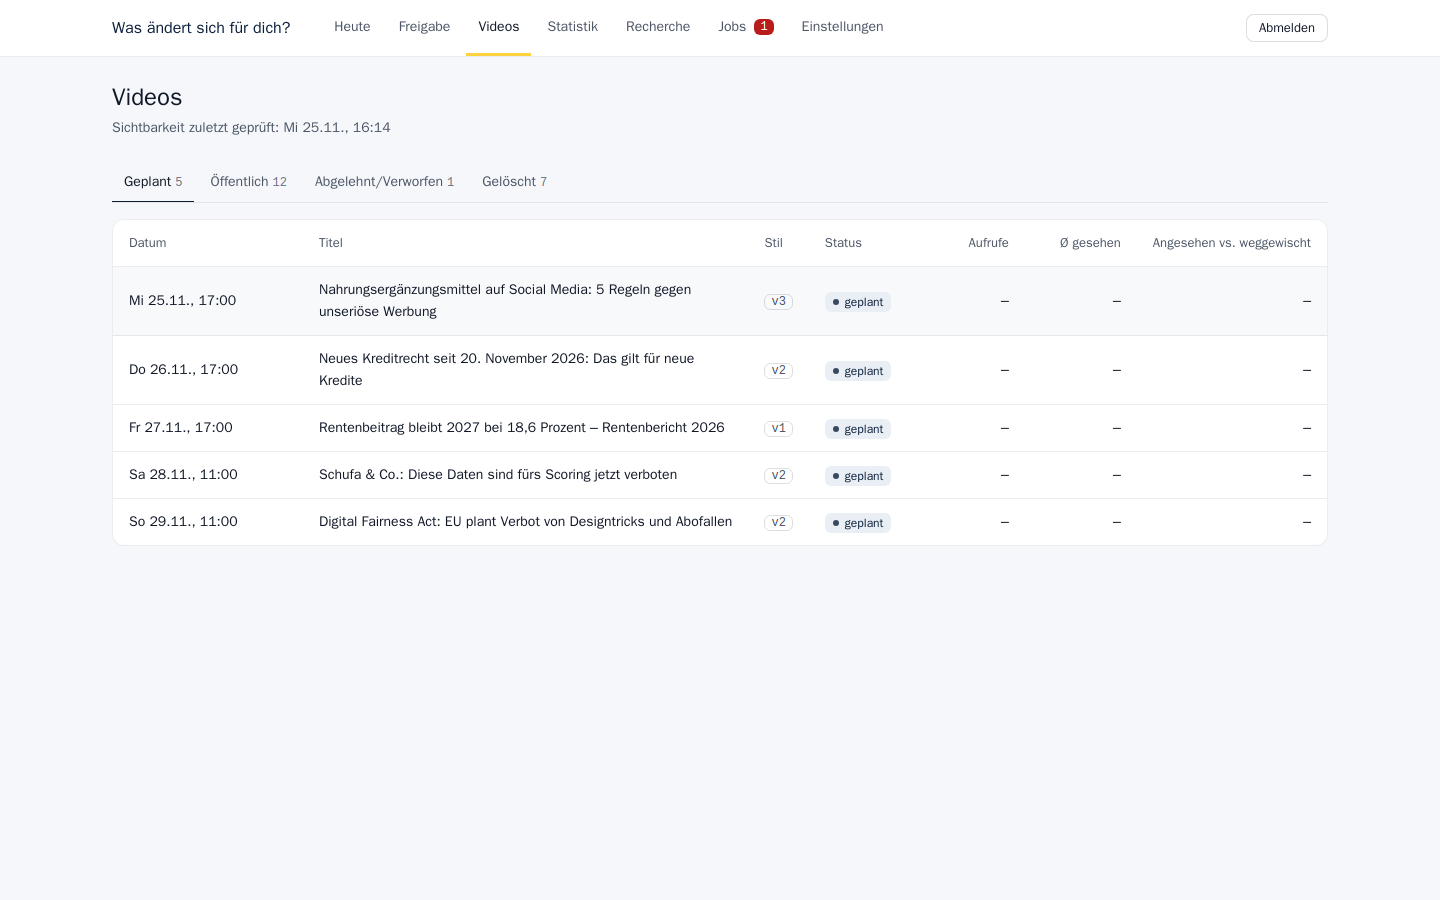 Was ändert sich für dich? Heute Freigabe Videos Statistik Recherche Jobs 1 Einstellungen Abmelden
Videos
Sichtbarkeit zuletzt geprüft: Mi 25.11., 16:14
Geplant 5 Öffentlich 12 Abgelehnt/Verworfen 1 Gelöscht 7
Datum Titel Stil Status Aufrufe Ø gesehen Angesehen vs. weggewischt
Mi 25.11., 17:00 Nahrungsergänzungsmittel auf Social Media: 5 Regeln gegen
unseriöse Werbung v3 geplant – – –
Do 26.11., 17:00 Neues Kreditrecht seit 20. November 2026: Das gilt für neue
Kredite v2 geplant – – –
Fr 27.11., 17:00 Rentenbeitrag bleibt 2027 bei 18,6 Prozent – Rentenbericht 2026 v1 geplant – – –
Sa 28.11., 11:00 Schufa & Co.: Diese Daten sind fürs Scoring jetzt verboten v2 geplant – – –
So 29.11., 11:00 Digital Fairness Act: EU plant Verbot von Designtricks und Abofallen v2 geplant – – –